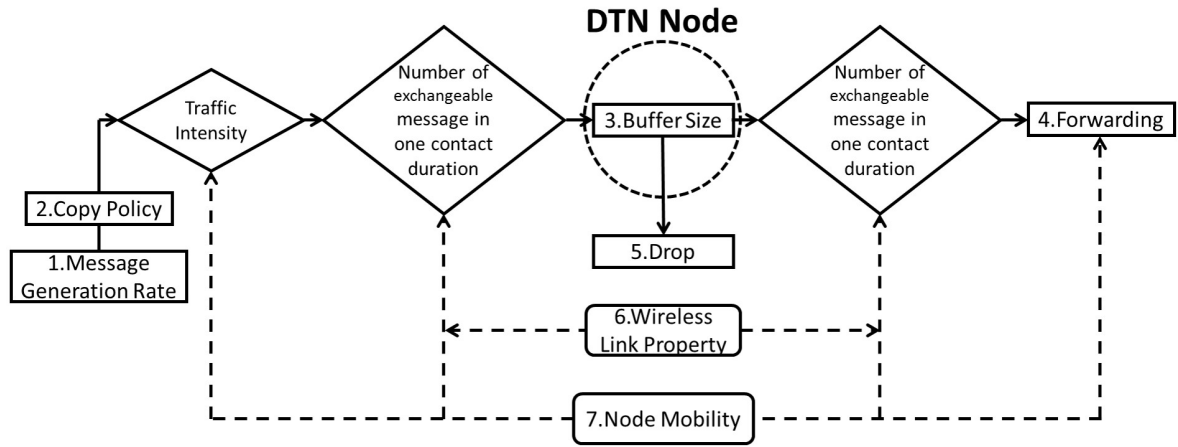 DTN Node
Traffic
Intensity
Number of
exchangeable
message in
one contact
duration
3.Buffer Size
Number of
exchangeable
message in
one contact
duration
4.Forwarding
2.Copy Policy
1.Message
Generation Rate
5.Drop
6.Wireless
Link Property
7.Node Mobility